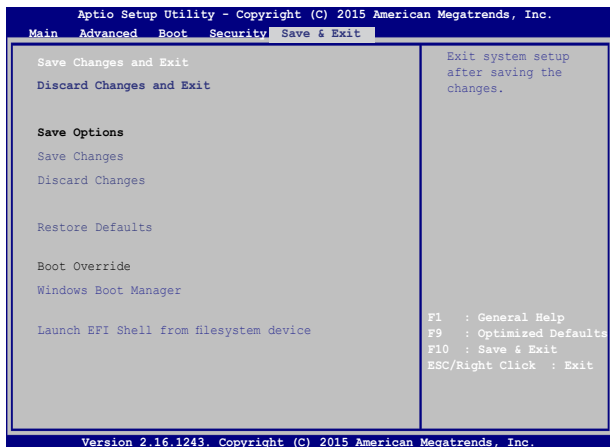 Aptio Setup Utility - Copyright (C) 2015 American Megatrends, Inc.
Main Advanced Boot Security Save & Exit
Save Changes and Exit
Discard Changes and Exit
Save Options
Save Changes
Discard Changes
Restore Defaults
Boot Override
Windows Boot Manager
Launch EFI Shell from filesystem device
Exit system setup
after saving the
changes.
F1 : General Help
F9 : Optimized Defaults
F10 : Save & Exit
ESC/Right Click : Exit
Version 2.16.1243. Copyright (C) 2015 American Megatrends, Inc.